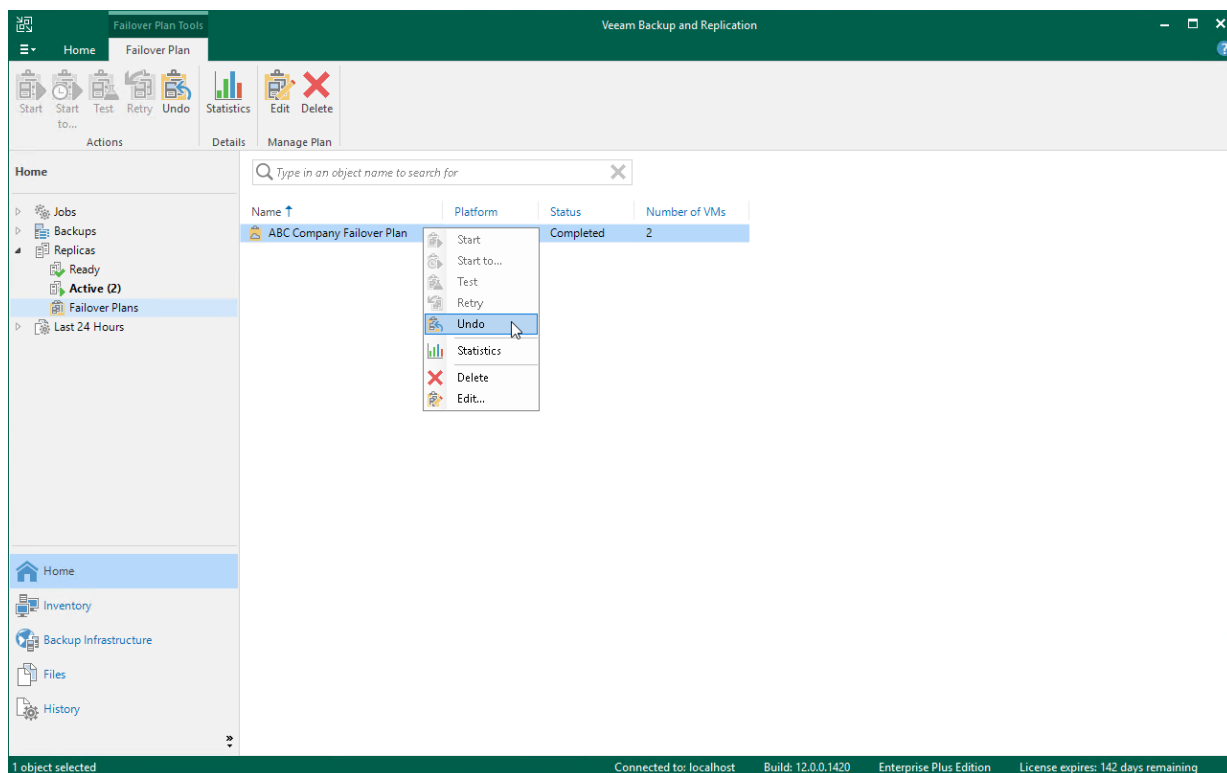 Failover Plan Tools
Veeam Backup and Replication
Home
Failover Plan
?
Start
Start to...
Test
Retry
Undo
Statistics
Edit
Delete
Actions
Details
Manage Plan
Home
Type in an object name to search for
Jobs
Backups
Replicas
Ready
Active (2)
Failover Plans
Last 24 Hours
Name
Platform
Status
Number of VMs
ABC Company Failover Plan
Completed
2
Start
Start to...
Test
Retry
Undo
Statistics
Delete
Edit...
Home
Inventory
Backup Infrastructure
Files
History
1 object selected
Connected to: localhost
Build: 12.0.0.1420
Enterprise Plus Edition
License expires: 142 days remaining